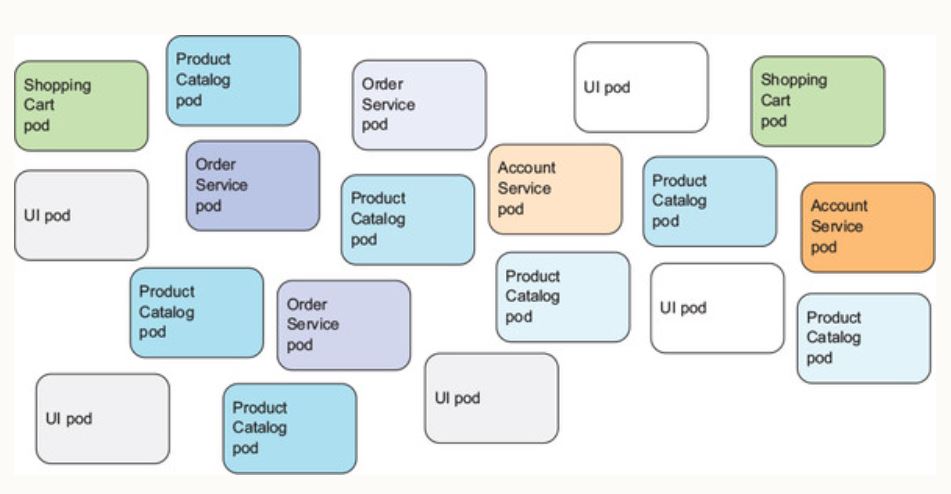 Shopping
Cart
pod
Product
Catalog
pod
Order
Service
pod
UI pod
Shopping
Cart
pod
UI pod
Order
Service
pod
Product
Catalog
pod
Account
Service
pod
Product
Catalog
pod
Account
Service
pod
Product
Catalog
pod
Order
Service
pod
Product
Catalog
pod
UI pod
Product
Catalog
pod
UI pod
Product
Catalog
pod
UI pod